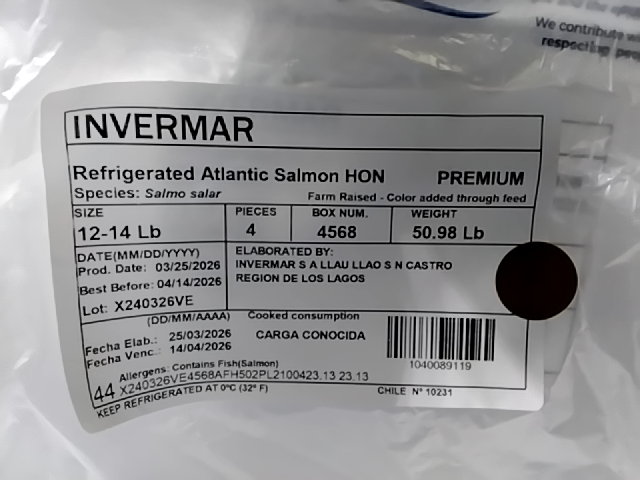 We contribute
respecting
INVERMAR
Refrigerated Atlantic Salmon HON PREMIUM
Species: Salmo salar Farm Raised - Color added through feed
SIZE PIECES BOX NUM. WEIGHT
12-14 Lb 4 4568 50.98 Lb
DATE(MM/DD/YYYY) ELABORATED BY:
Prod. Date: 03/25/2026 INVERMAR S A LLAU LLAO S N CASTRO
Best Before: 04/14/2026 REGION DE LOS LAGOS
Lot: X240326VE
(DD/MM/AAAA) Cooked consumption
Fecha Elab.: 25/03/2026 CARGA CONOCIDA
Fecha Venc.: 14/04/2026
1040089119
Allergens: Contains Fish(Salmon)
44 X240326VE4568AFH502PL2100423.13 23.13
KEEP REFRIGERATED AT 0ºC (32º F) CHILE Nº 10231